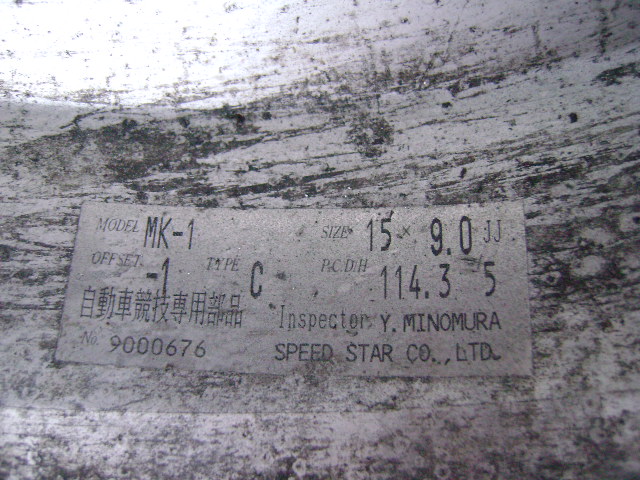 MODEL MK-1 SIZE 15 × 9.0 JJ
OFFSET -1 TYPE C P.C.D.H 114.3 5
自動車競技専用部品 Inspector Y. MINOMURA
No. 9000676 SPEED STAR CO., LTD.